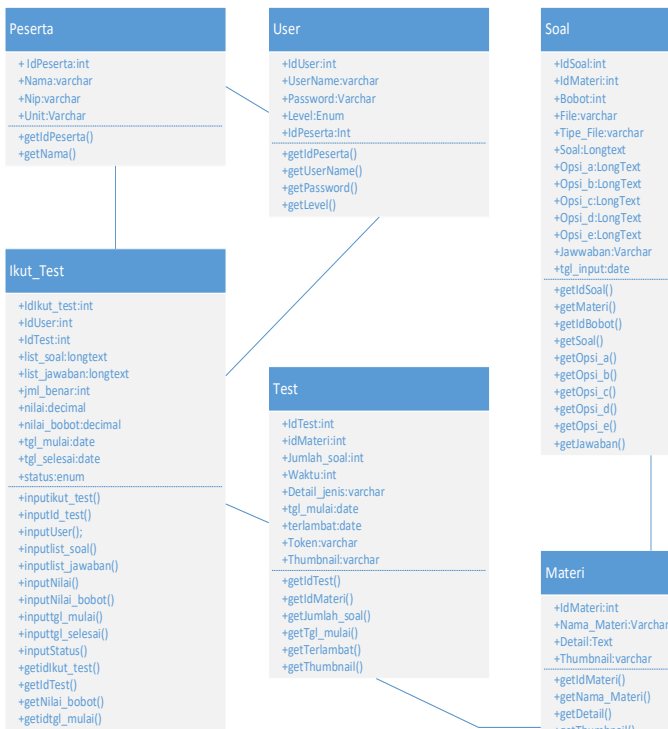 Peserta
+ IdPeserta:int
+Nama:varchar
+Nip:varchar
+Unit:Varchar
+getIdPeserta()
+getNama()
User
+IdUser:int
+UserName:varchar
+Password:Varchar
+Level:Enum
+IdPeserta:Int
+getIdPeserta()
+getUserName()
+getPassword()
+getLevel()
Soal
+IdSoal:int
+IdMateri:int
+Bobot:int
+File:varchar
+Tipe_File:varchar
+Soal:Longtext
+Opsi_a:LongText
+Opsi_b:LongText
+Opsi_c:LongText
+Opsi_d:LongText
+Opsi_e:LongText
+Jawwaban:Varchar
+tgl_input:date
+getIdSoal()
+getMateri()
+getIdBobot()
+getSoal()
+getOpsi_a()
+getOpsi_b()
+getOpsi_c()
+getOpsi_d()
+getOpsi_e()
+getJawaban()
Ikut_Test
+IdIkut_test:int
+IdUser:int
+IdTest:int
+list_soal:longtext
+list_jawaban:longtext
+jml_benar:int
+nilai:decimal
+nilai_bobot:decimal
+tgl_mulai:date
+tgl_selesai:date
+status:enum
+inputikut_test()
+inputId_test()
+inputUser();
+inputlist_soal()
+inputlist_jawaban()
+inputNilai()
+inputNilai_bobot()
+inputtgl_mulai()
+inputtgl_selesai()
+inputStatus()
+getidIkut_test()
+getIdTest()
+getNilai_bobot()
+getidtgl_mulai()
Test
+IdTest:int
+idMateri:int
+Jumlah_soal:int
+Waktu:int
+Detail_jenis:varchar
+tgl_mulai:date
+terlambat:date
+Token:varchar
+Thumbnail:varchar
+getIdTest()
+getIdMateri()
+getJumlah_soal()
+getTgl_mulai()
+getTerlambat()
+getThumbnail()
Materi
+IdMateri:int
+Nama_Materi:Varchar
+Detail:Text
+Thumbnail:varchar
+getIdMateri()
+getNama_Materi()
+getDetail()
+getThumbnail()